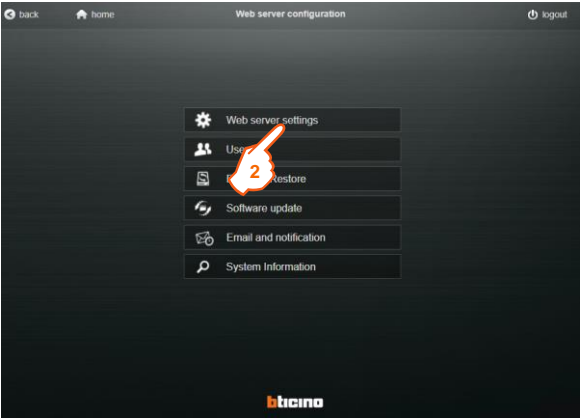 back
home
Web server configuration
logout
Web server settings
Use
2
Restore
Software update
Email and notification
System Information
bticino